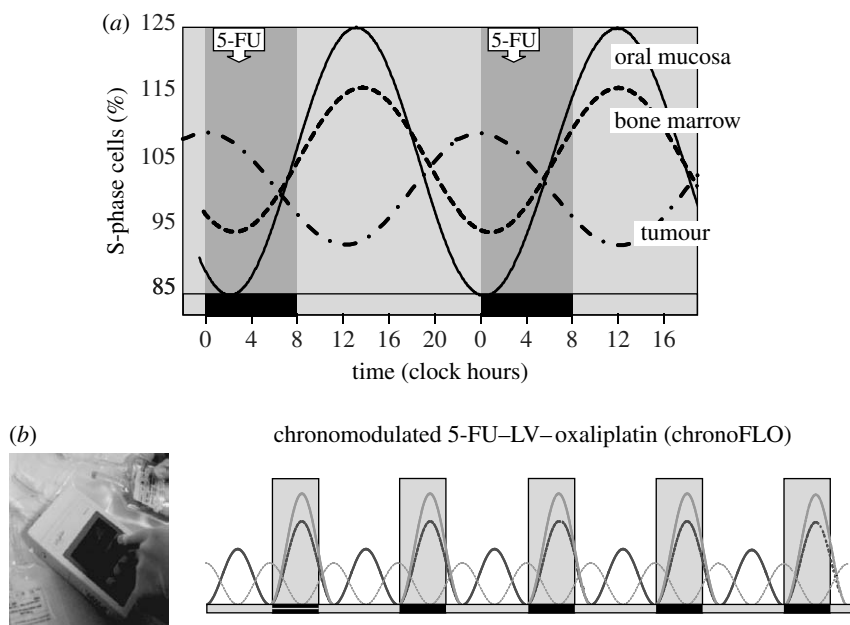 (a)
125
115
105
95
85
S-phase cells (%)
5-FU
5-FU
oral mucosa
bone marrow
tumour
0 4 8 12 16 20 0 4 8 12 16
time (clock hours)
(b)
chronomodulated 5-FU–LV–oxaliplatin (chronoFLO)